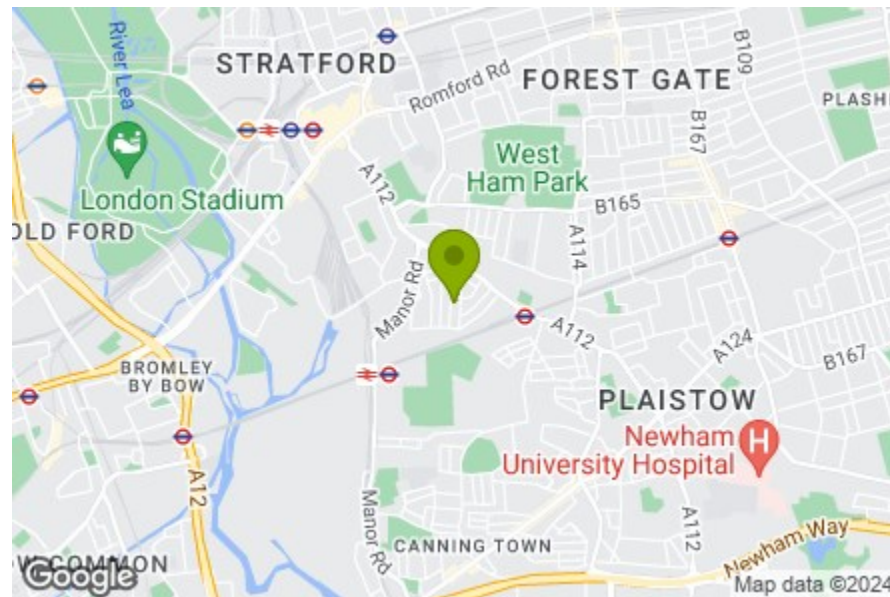 River Lea
STRATFORD
Romford Rd
FOREST GATE
B109
PLASH
B167
West
Ham Park
A112
London Stadium
B165
OLD FORD
A114
Manor Rd
A112
A124
B167
BROMLEY
BY BOW
PLAISTOW
Newham
University Hospital
H
A12
Manor Rd
CANNING TOWN
A112
Newham Way
W COMMON
Google
Map data ©2024